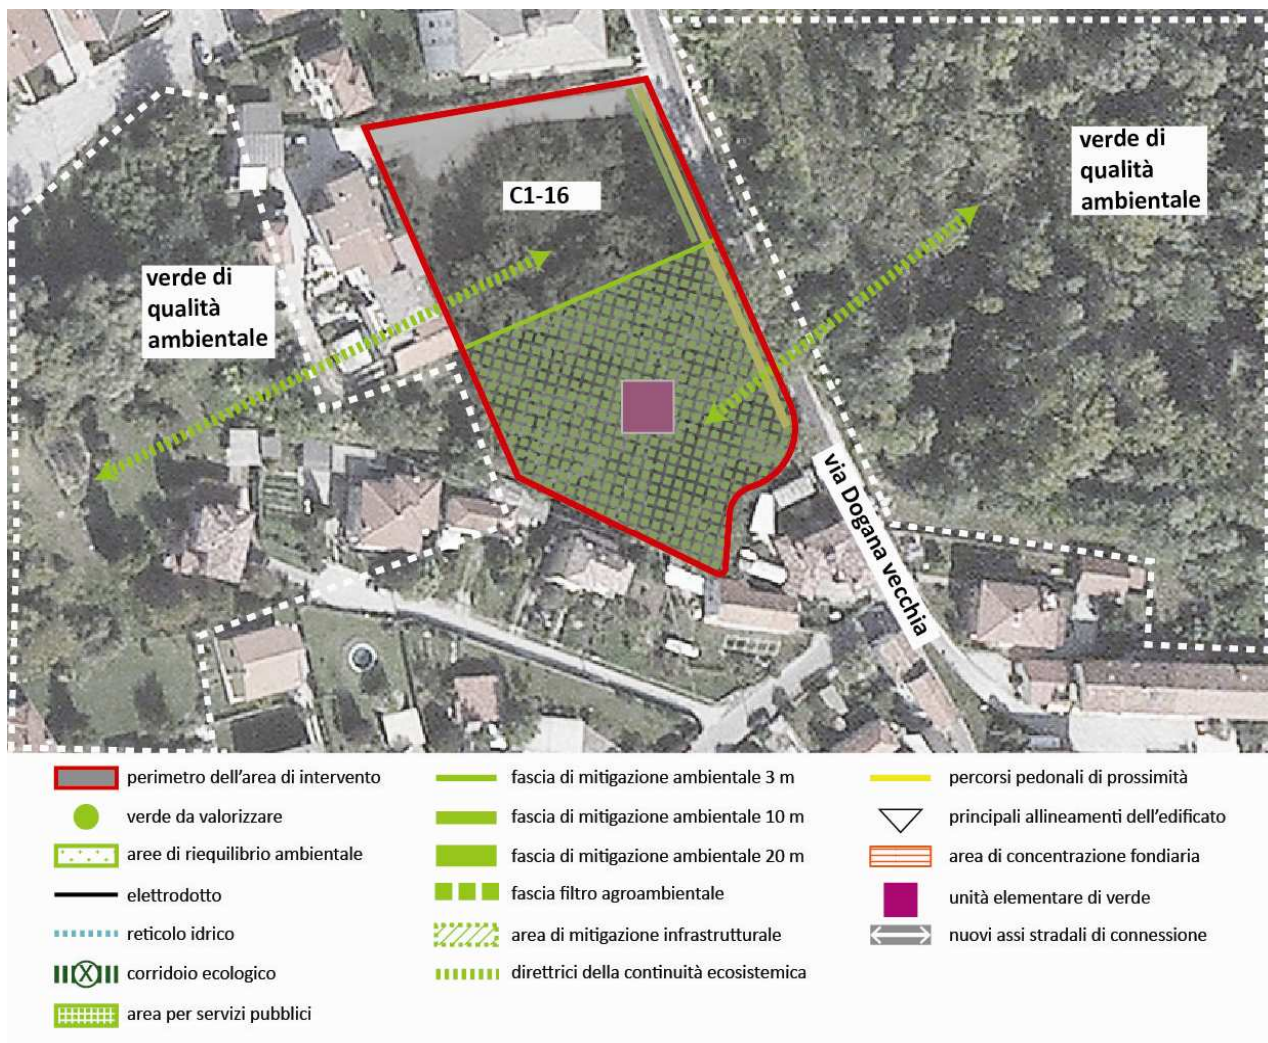 C1-16
verde di
qualità
ambientale
verde di
qualità
ambientale
via Dogana vecchia
perimetro dell'area di intervento
verde da valorizzare
aree di riequilibrio ambientale
elettrodotto
reticolo idrico
corridoio ecologico
X
area per servizi pubblici
fascia di mitigazione ambientale 3 m
fascia di mitigazione ambientale 10 m
fascia di mitigazione ambientale 20 m
fascia filtro agroambientale
area di mitigazione infrastrutturale
direttrici della continuità ecosistemica
percorsi pedonali di prossimità
principali allineamenti dell'edificato
area di concentrazione fondiaria
unità elementare di verde
nuovi assi stradali di connessione